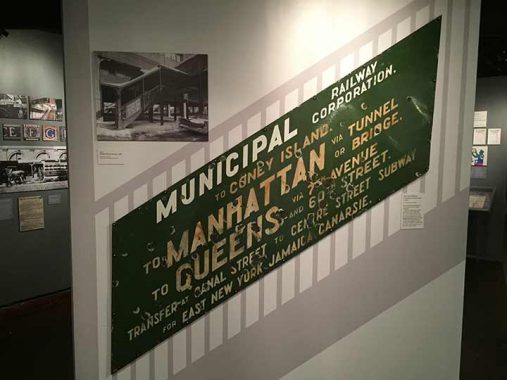 MUNICIPAL RAILWAY CORPORATION.
TO CONEY ISLAND.
TO MANHATTAN VIA TUNNEL OR BRIDGE.
TO QUEENS VIA 7TH AVENUE AND 60TH STREET.
TRANSFER AT CANAL STREET TO CENTRE STREET SUBWAY
FOR EAST NEW YORK-JAMAICA-CANARSIE.